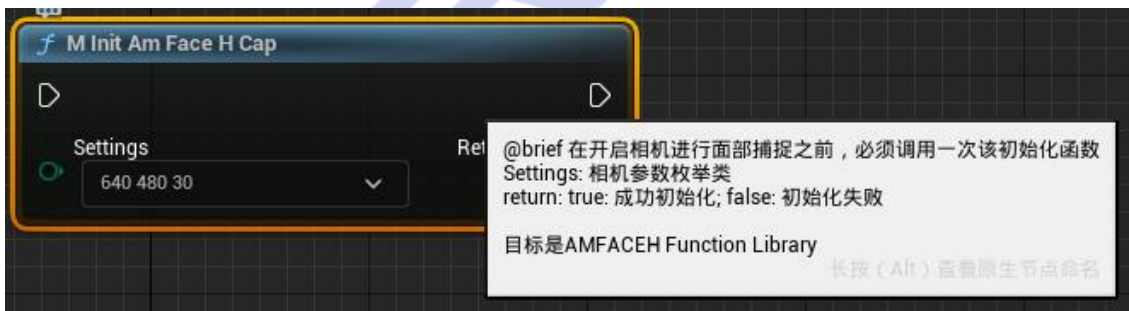 M Init Am Face H Cap
Settings
640 480 30
Ret
@brief 在开启相机进行面部捕捉之前，必须调用一次该初始化函数
Settings: 相机参数枚举类
return: true: 成功初始化; false: 初始化失败
目标是AMFACEH Function Library
长按（Alt）查看原生节点命名